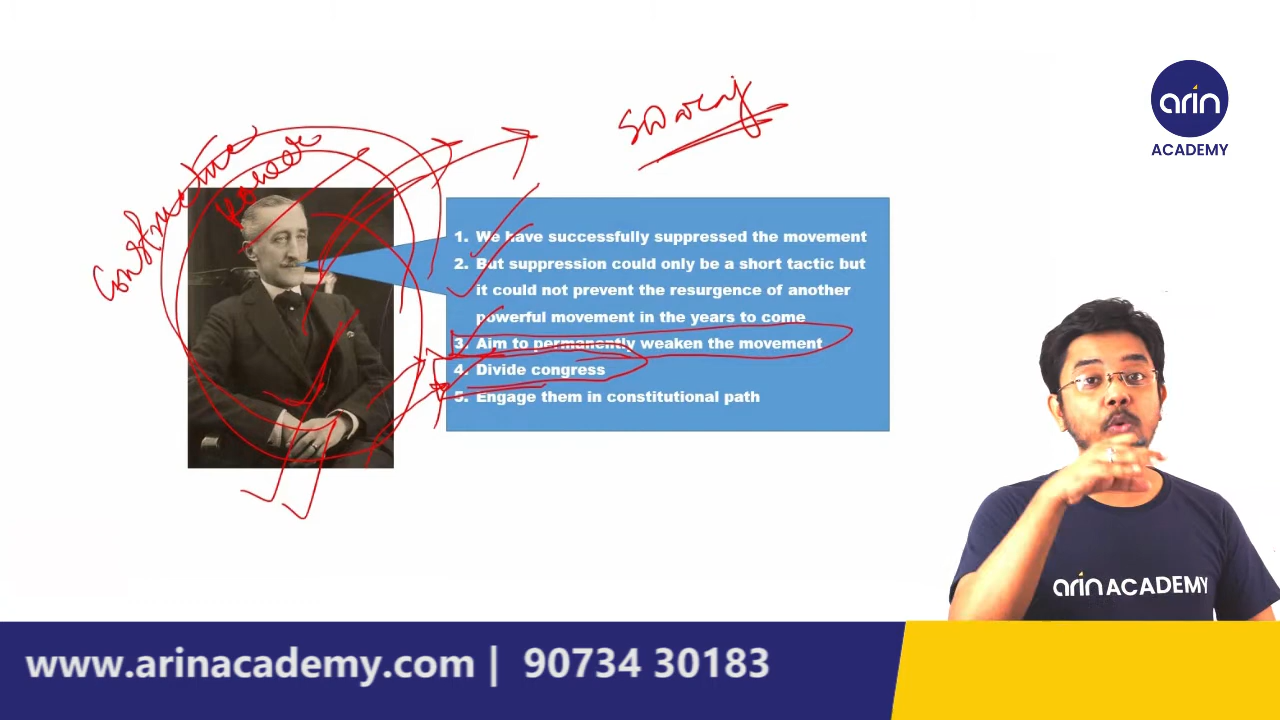 Swaraj
arin
ACADEMY
Constructive
1. We have successfully suppressed the movement
2. But suppression could only be a short tactic but
it could not prevent the resurgence of another
powerful movement in the years to come
3. Aim to permanently weaken the movement
4. Divide congress
5. Engage them in constitutional path
arin ACADEMY
www.arinacademy.com | 90734 30183